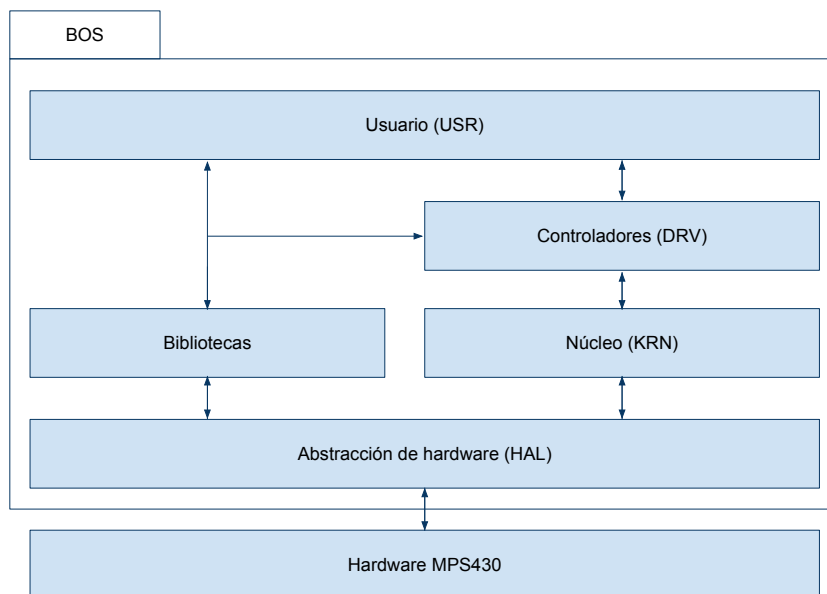 BOS
Usuario (USR)
Controladores (DRV)
Bibliotecas
Núcleo (KRN)
Abstracción de hardware (HAL)
Hardware MPS430